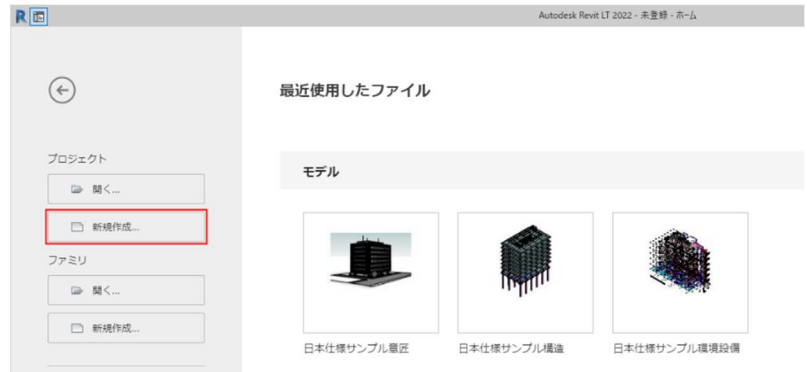 R
Autodesk Revit LT 2022 - 未登録 - ホーム
最近使用したファイル
プロジェクト
開く...
新規作成...
ファミリ
開く...
新規作成...
モデル
日本仕様サンプル意匠
日本仕様サンプル構造
日本仕様サンプル環境設備